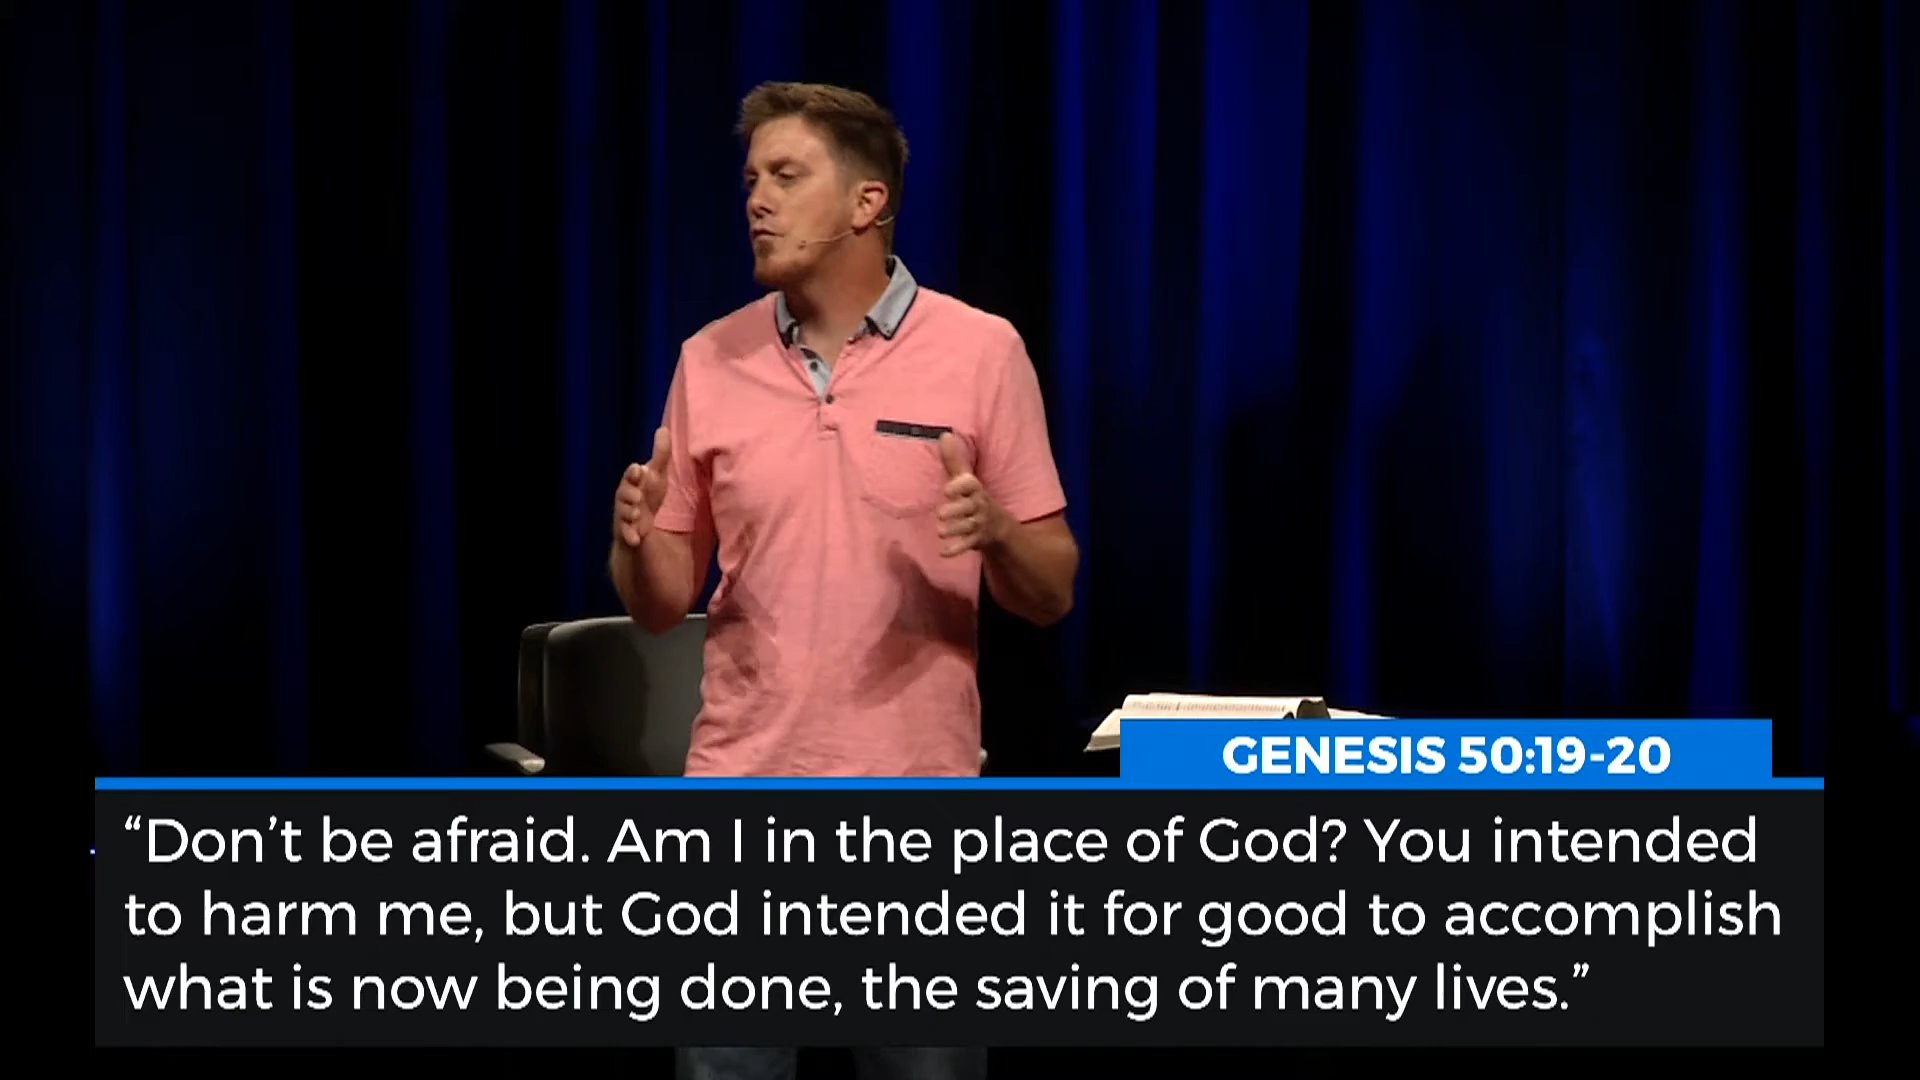 GENESIS 50:19-20
“Don’t be afraid. Am I in the place of God? You intended
to harm me, but God intended it for good to accomplish
what is now being done, the saving of many lives.”